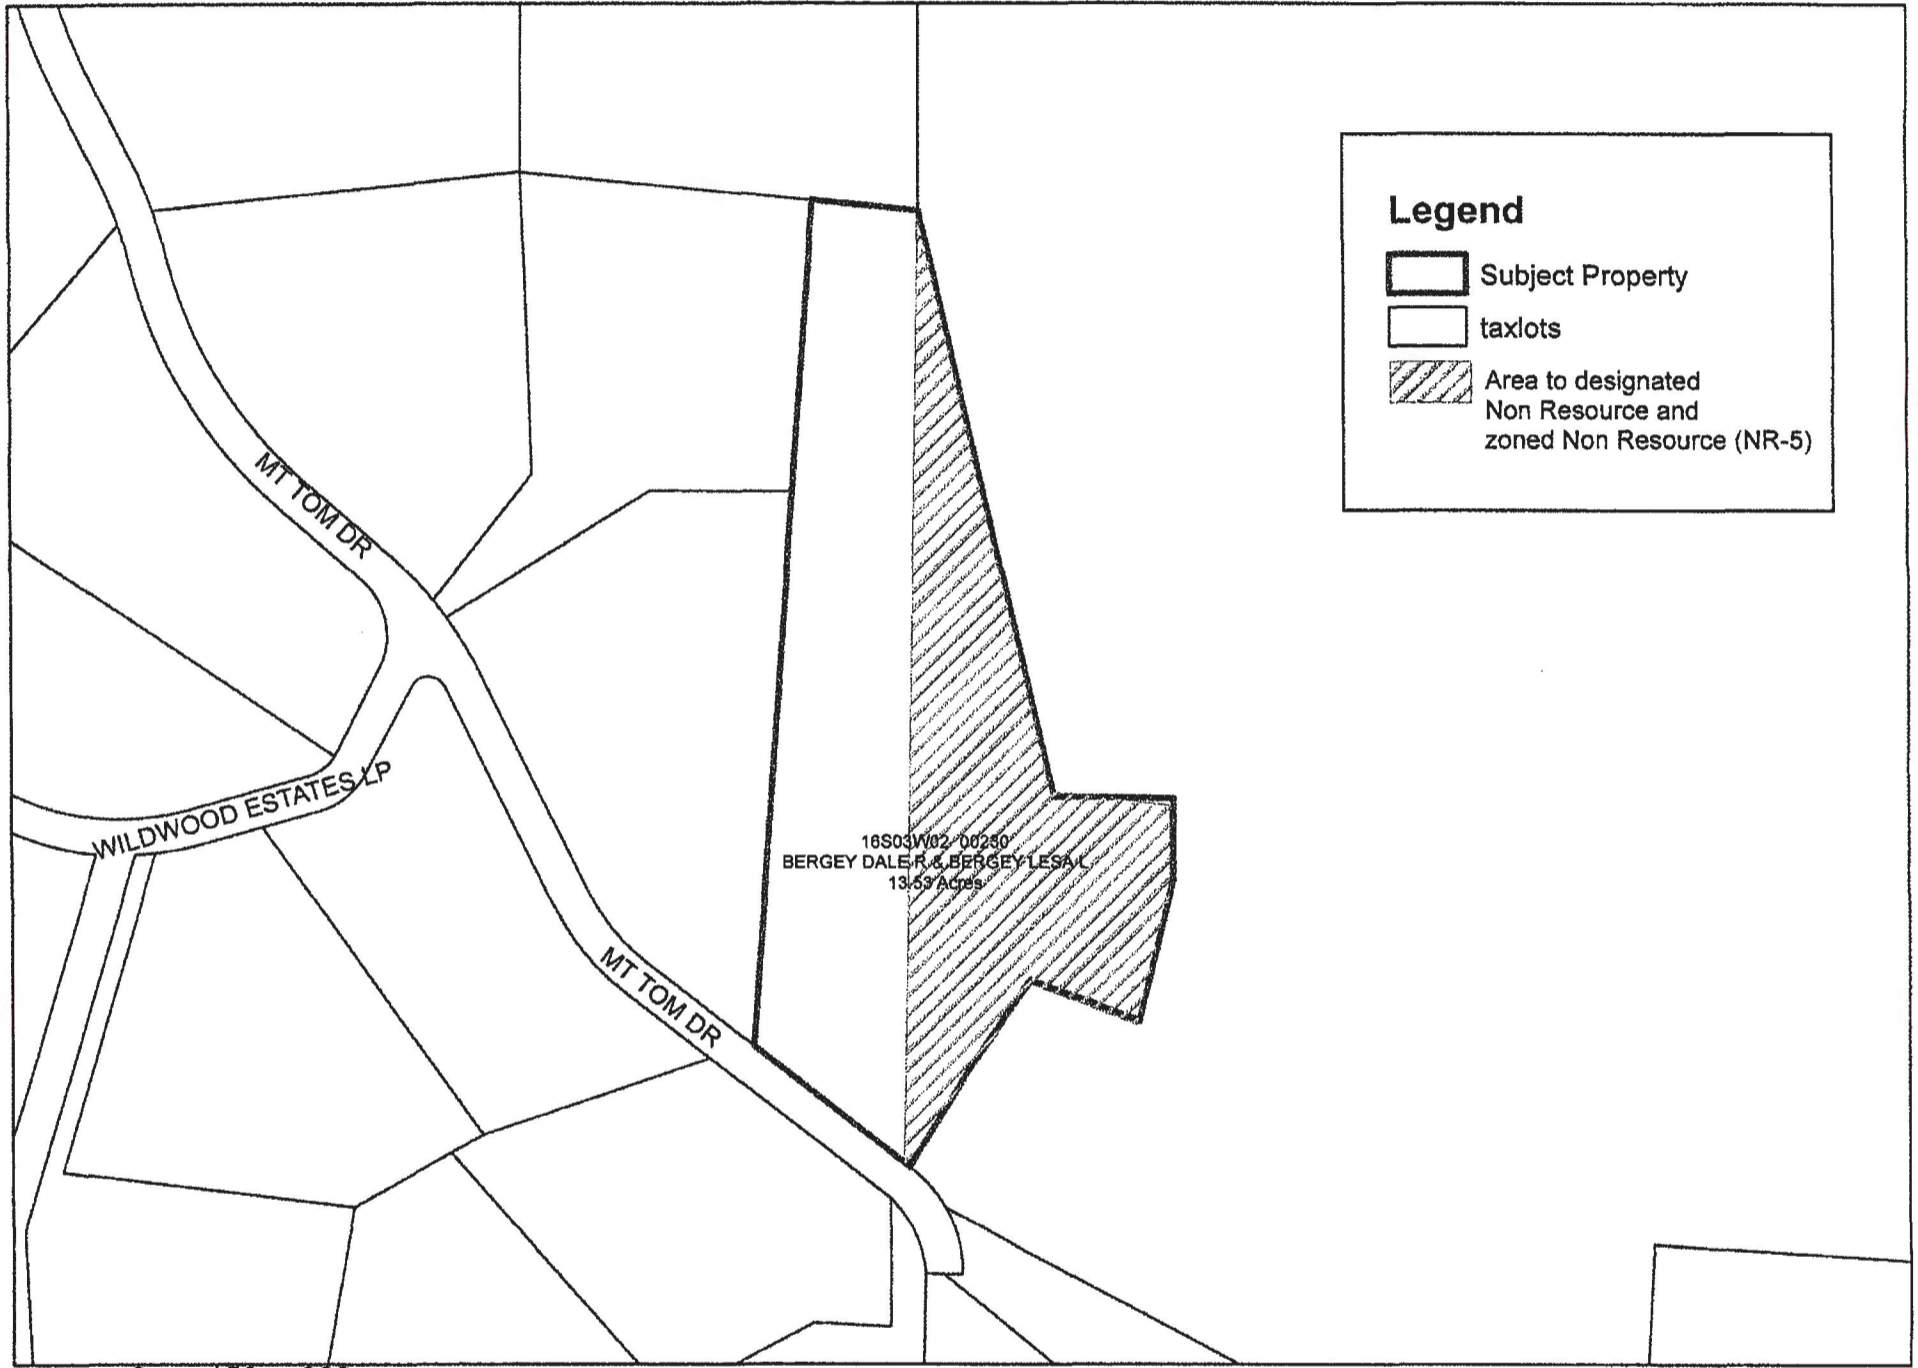 Legend
Subject Property
taxlots
Area to designated
Non Resource and
zoned Non Resource (NR-5)
MT TOM DR
WILDWOOD ESTATES LP
16S03W02 00230
BERGEY DALE R & BERGEY LESA L
13.53 Acres
MT TOM DR